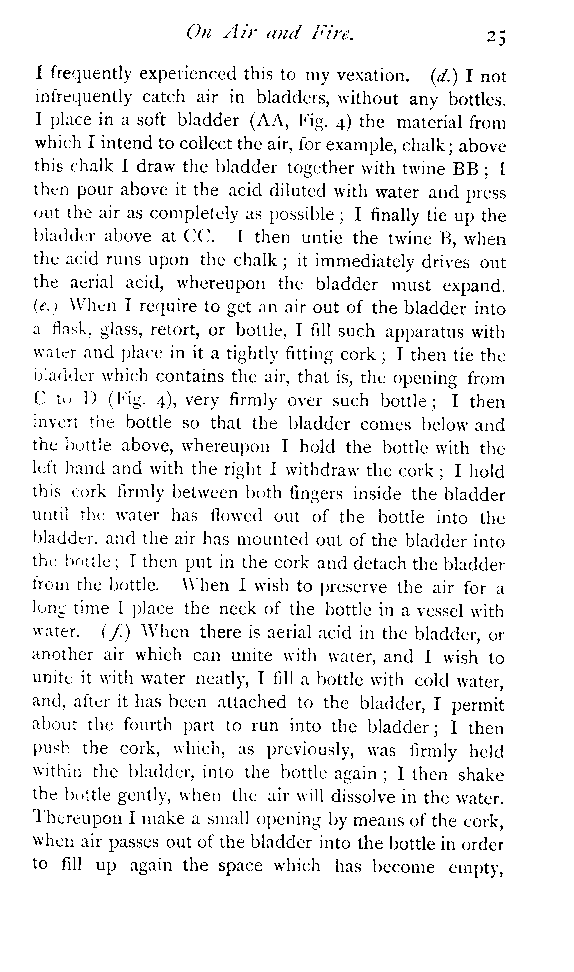 On Air and Fire. 25
I frequently experienced this to my vexation. (d.) I not
infrequently catch air in bladders, without any bottles.
I place in a soft bladder (AA, Fig. 4) the material from
which I intend to collect the air, for example, chalk; above
this chalk I draw the bladder together with twine BB; I
then pour above it the acid diluted with water and press
out the air as completely as possible; I finally tie up the
bladder above at CC. I then untie the twine B, when
the acid runs upon the chalk; it immediately drives out
the aerial acid, whereupon the bladder must expand.
(e.) When I require to get an air out of the bladder into
a flask, glass, retort, or bottle, I fill such apparatus with
water and place in it a tightly fitting cork; I then tie the
bladder which contains the air, that is, the opening from
C to D (Fig. 4), very firmly over such bottle; I then
invert the bottle so that the bladder comes below and
the bottle above, whereupon I hold the bottle with the
left hand and with the right I withdraw the cork; I hold
this cork firmly between both fingers inside the bladder
until the water has flowed out of the bottle into the
bladder, and the air has mounted out of the bladder into
the bottle; I then put in the cork and detach the bladder
from the bottle. When I wish to preserve the air for a
long time I place the neck of the bottle in a vessel with
water. (f.) When there is aerial acid in the bladder, or
another air which can unite with water, and I wish to
unite it with water neatly, I fill a bottle with cold water,
and, after it has been attached to the bladder, I permit
about the fourth part to run into the bladder; I then
push the cork, which, as previously, was firmly held
within the bladder, into the bottle again; I then shake
the bottle gently, when the air will dissolve in the water.
Thereupon I make a small opening by means of the cork,
when air passes out of the bladder into the bottle in order
to fill up again the space which has become empty,